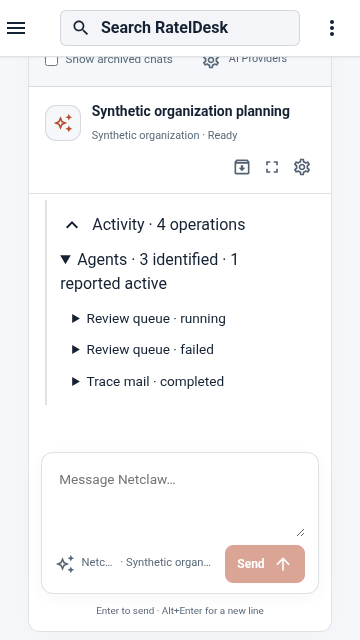 Search RatelDesk
Show archived chats
AI Providers
Synthetic organization planning
Synthetic organization · Ready
Activity · 4 operations
Agents · 3 identified · 1
reported active
Review queue · running
Review queue · failed
Trace mail · completed
Message Netclaw…
Netc… · Synthetic organ…
Send
Enter to send · Alt+Enter for a new line